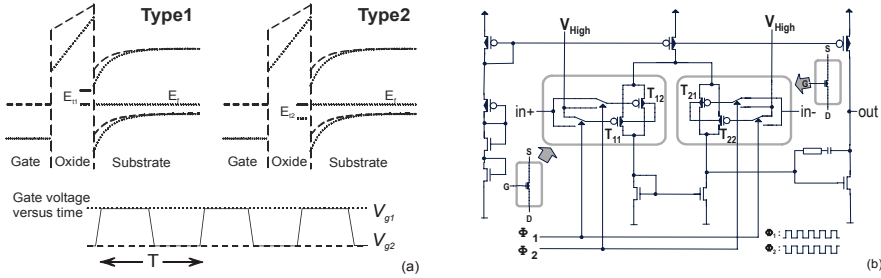 Type1
E_t1
E_f
Gate Oxide Substrate
Type2
E_t2
E_f
Gate Oxide Substrate
Gate voltage
versus time
V_g1
V_g2
T
(a)
V_High
V_High
T_12
T_21
in+
in-
out
T_11
T_22
S
G
D
S
G
D
Φ_1
Φ_2
Φ_1 :
Φ_2 :
(b)